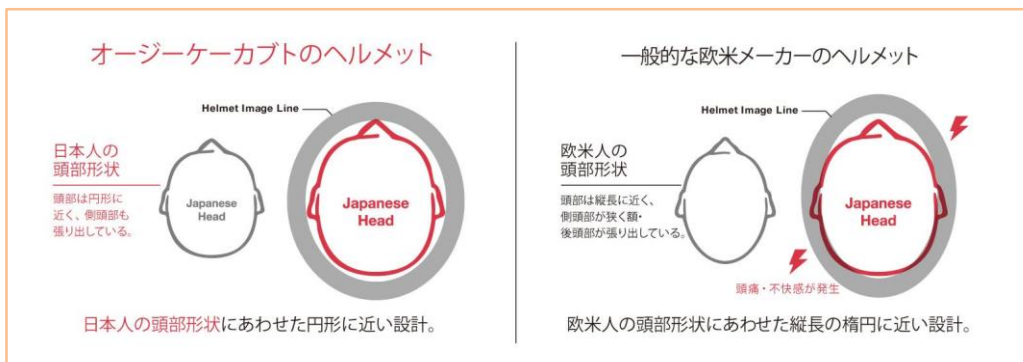 オージーケーカブトのヘルメット
Helmet Image Line
日本人の
頭部形状
頭部は円形に
近く、側頭部も
張り出している。
Japanese
Head
Japanese
Head
日本人の頭部形状にあわせた円形に近い設計。
一般的な欧米メーカーのヘルメット
Helmet Image Line
欧米人の
頭部形状
頭部は縦長に近く、
側頭部が狭く額・
後頭部が張り出している。
Japanese
Head
頭痛・不快感が発生
欧米人の頭部形状にあわせた縦長の楕円に近い設計。